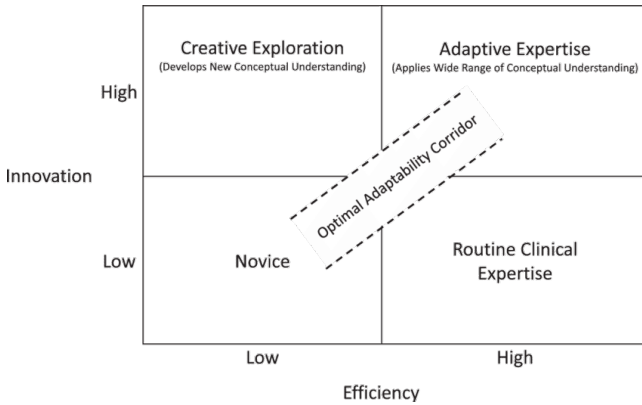 Creative Exploration
(Develops New Conceptual Understanding)
Adaptive Expertise
(Applies Wide Range of Conceptual Understanding)
High
Optimal Adaptability Corridor
Innovation
Low
Novice
Routine Clinical
Expertise
Low
High
Efficiency